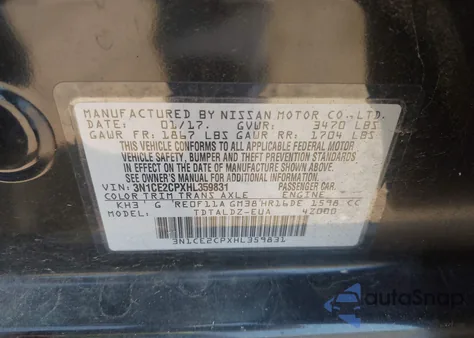 MANUFACTURED BY NISSAN MOTOR CO.,LTD.
DATE: 01/17. GVWR: 3470 LBS
GAWR FR: 1867 LBS GAWR RR: 1704 LBS
THIS VEHICLE CONFORMS TO ALL APPLICABLE FEDERAL MOTOR
VEHICLE SAFETY, BUMPER AND THEFT PREVENTION STANDARDS
IN EFFECT ON THE DATE OF MANUFACTURE SHOWN ABOVE.
SEE OWNER'S MANUAL FOR ADDITIONAL INFORMATION
VIN: 3N1CE2CPXHL359831 PASSENGER CAR.
COLOR TRIM TRANS AXLE ENGINE
KH3 G RE0F11A GM38 HR16DE 1598 CC
MODEL: TDTALDZ-EUA 4Z000
3N1CE2CPXHL359831
autoSnap